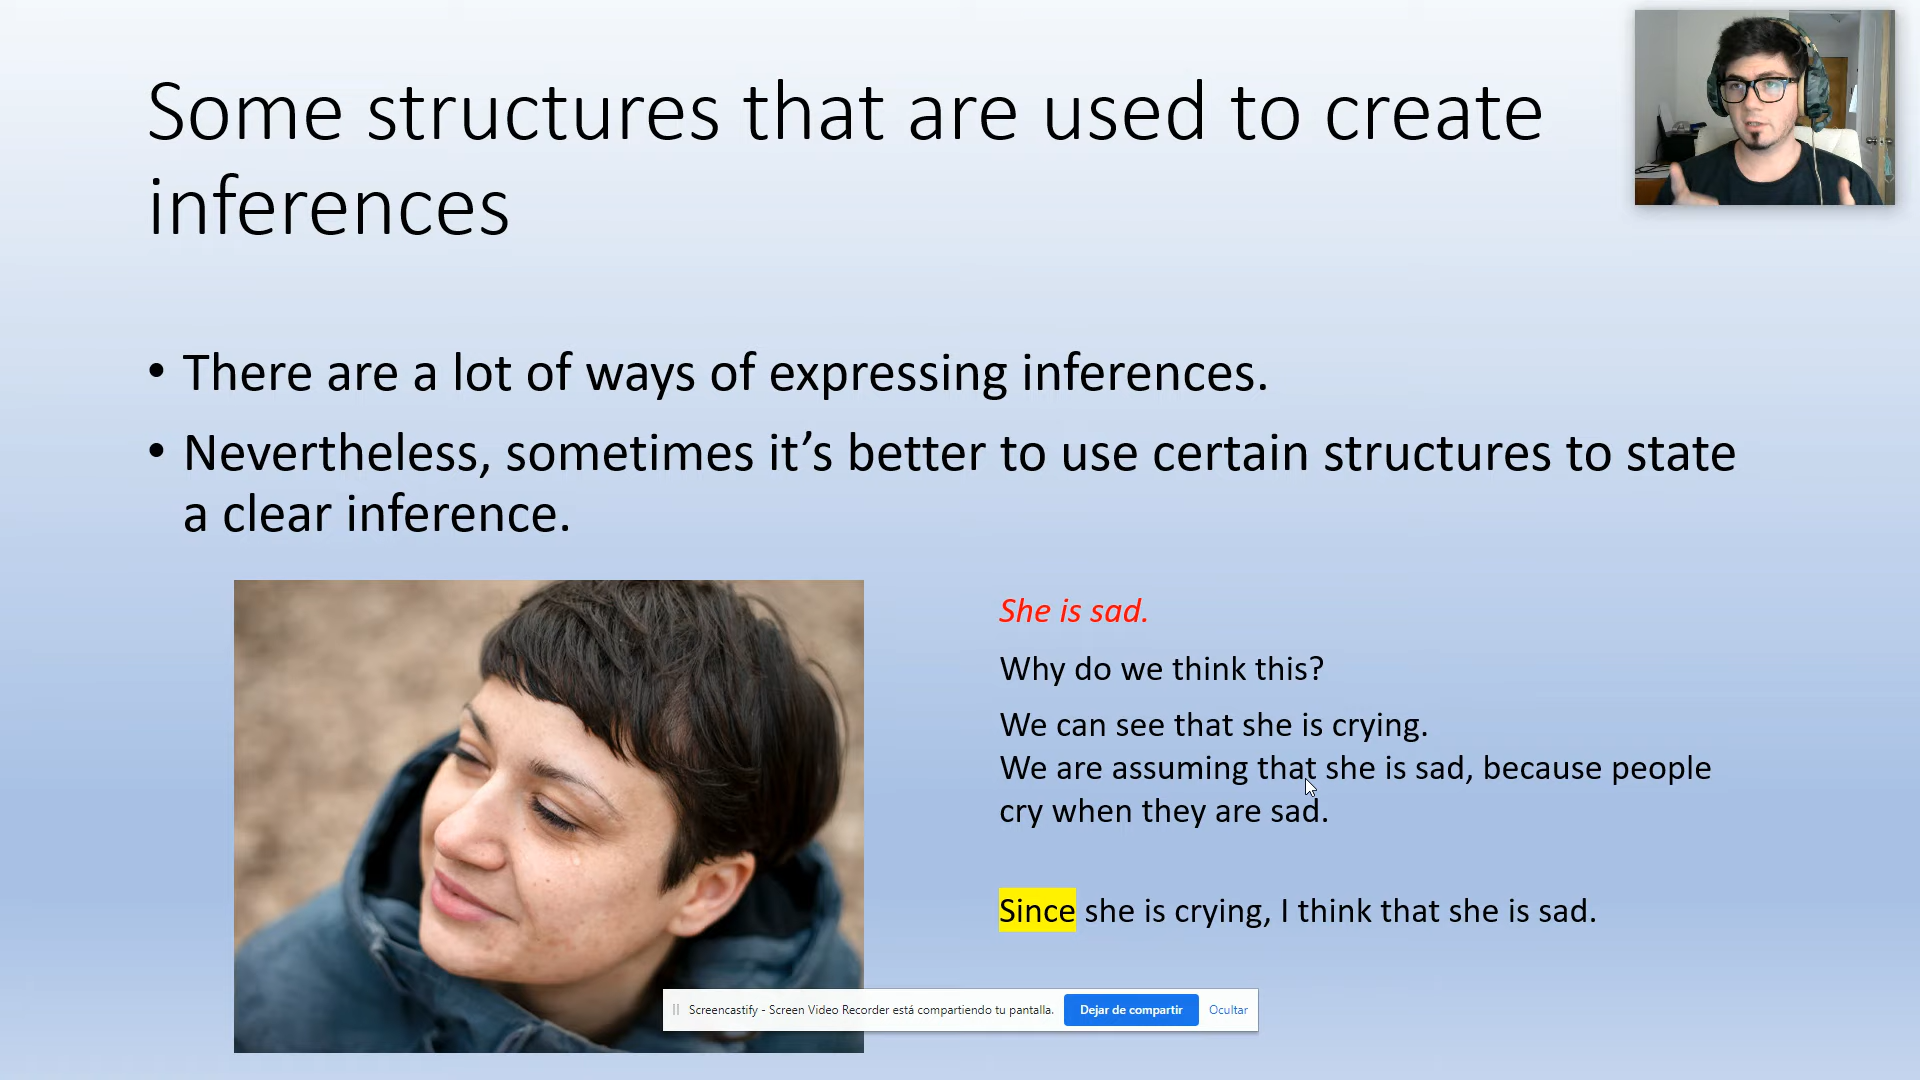 Some structures that are used to create
inferences
• There are a lot of ways of expressing inferences.
• Nevertheless, sometimes it’s better to use certain structures to state
a clear inference.
She is sad.
Why do we think this?
We can see that she is crying.
We are assuming that she is sad, because people
cry when they are sad.
Since she is crying, I think that she is sad.
Screencastify - Screen Video Recorder está compartiendo tu pantalla.
Dejar de compartir
Ocultar